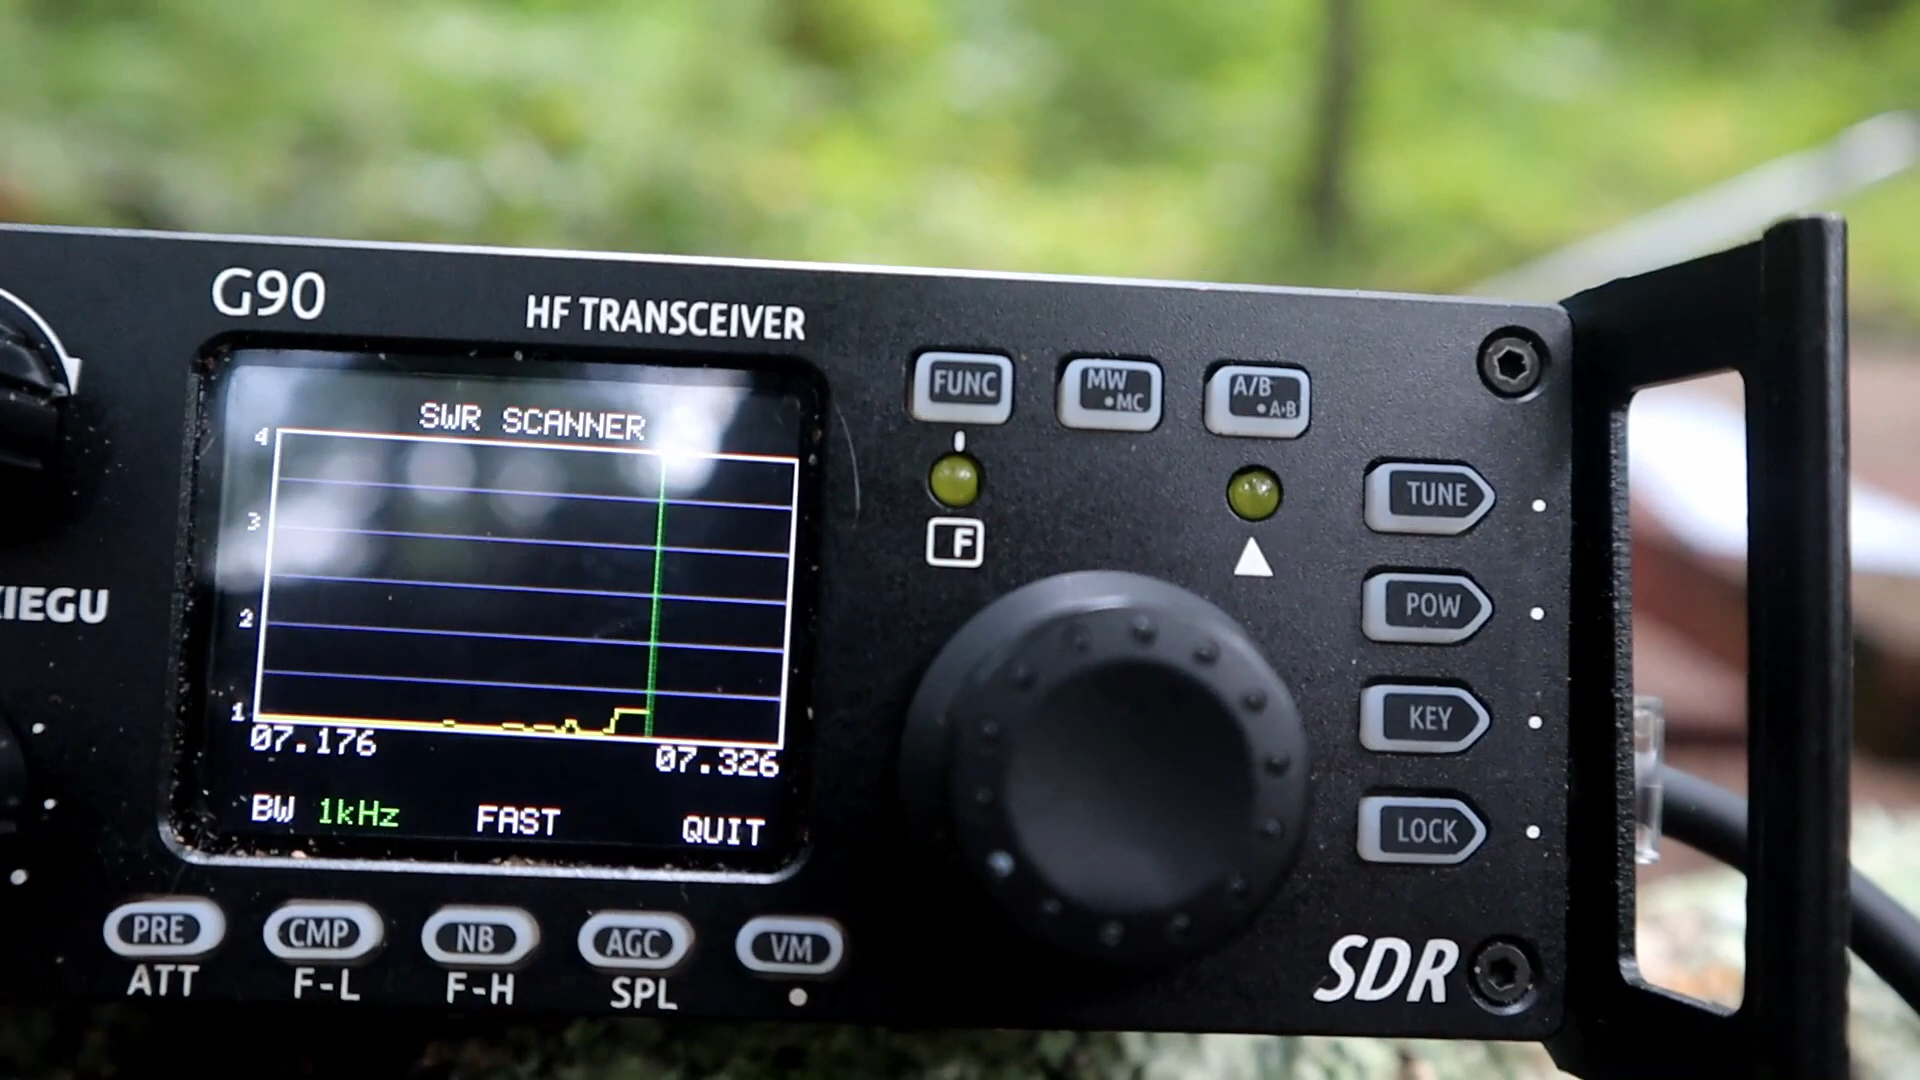 G90
HF TRANSCEIVER
SWR SCANNER
4
3
2
1
07.176
07.326
BW 1kHz
FAST
QUIT
XIEGU
FUNC
MW
•MC
A/B
•A›B
F
TUNE
POW
KEY
LOCK
PRE
CMP
NB
AGC
VM
ATT
F-L
F-H
SPL
SDR